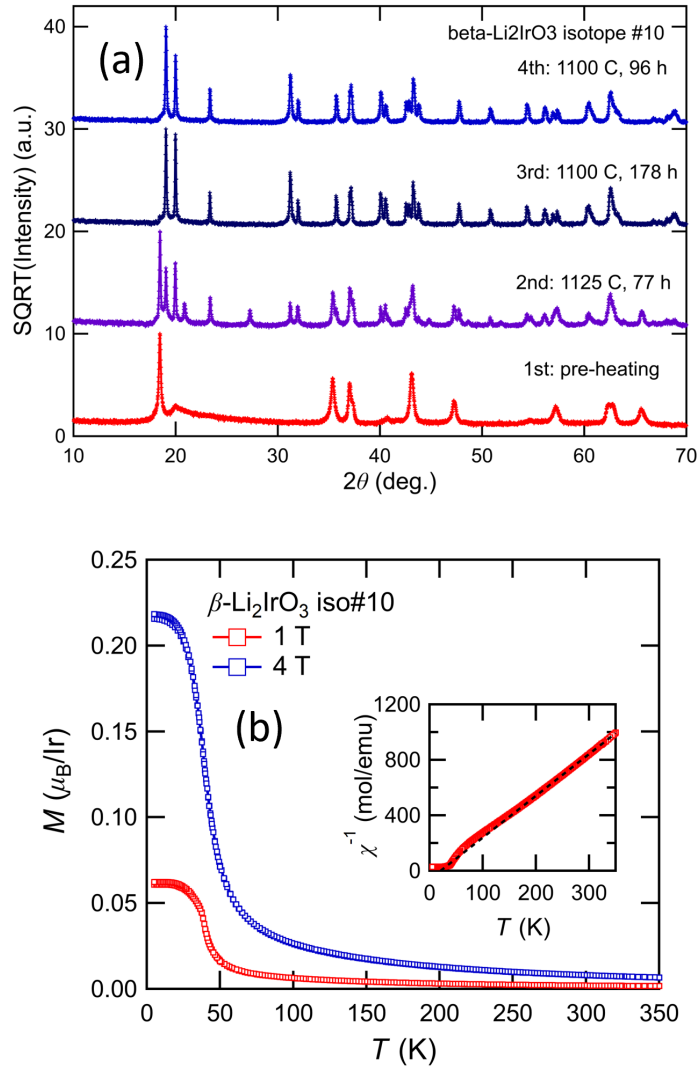 (a)
beta-Li2IrO3 isotope #10
4th: 1100 C, 96 h
3rd: 1100 C, 178 h
2nd: 1125 C, 77 h
1st: pre-heating
SQRT(Intensity) (a.u.)
40
30
20
10
0
10 20 30 40 50 60 70
2θ (deg.)
(b)
β-Li₂IrO₃ iso#10
1 T
4 T
M (μ_B/Ir)
0.25
0.20
0.15
0.10
0.05
0.00
0 50 100 150 200 250 300 350
T (K)
χ⁻¹ (mol/emu)
1200
800
400
0
0 100 200 300
T (K)